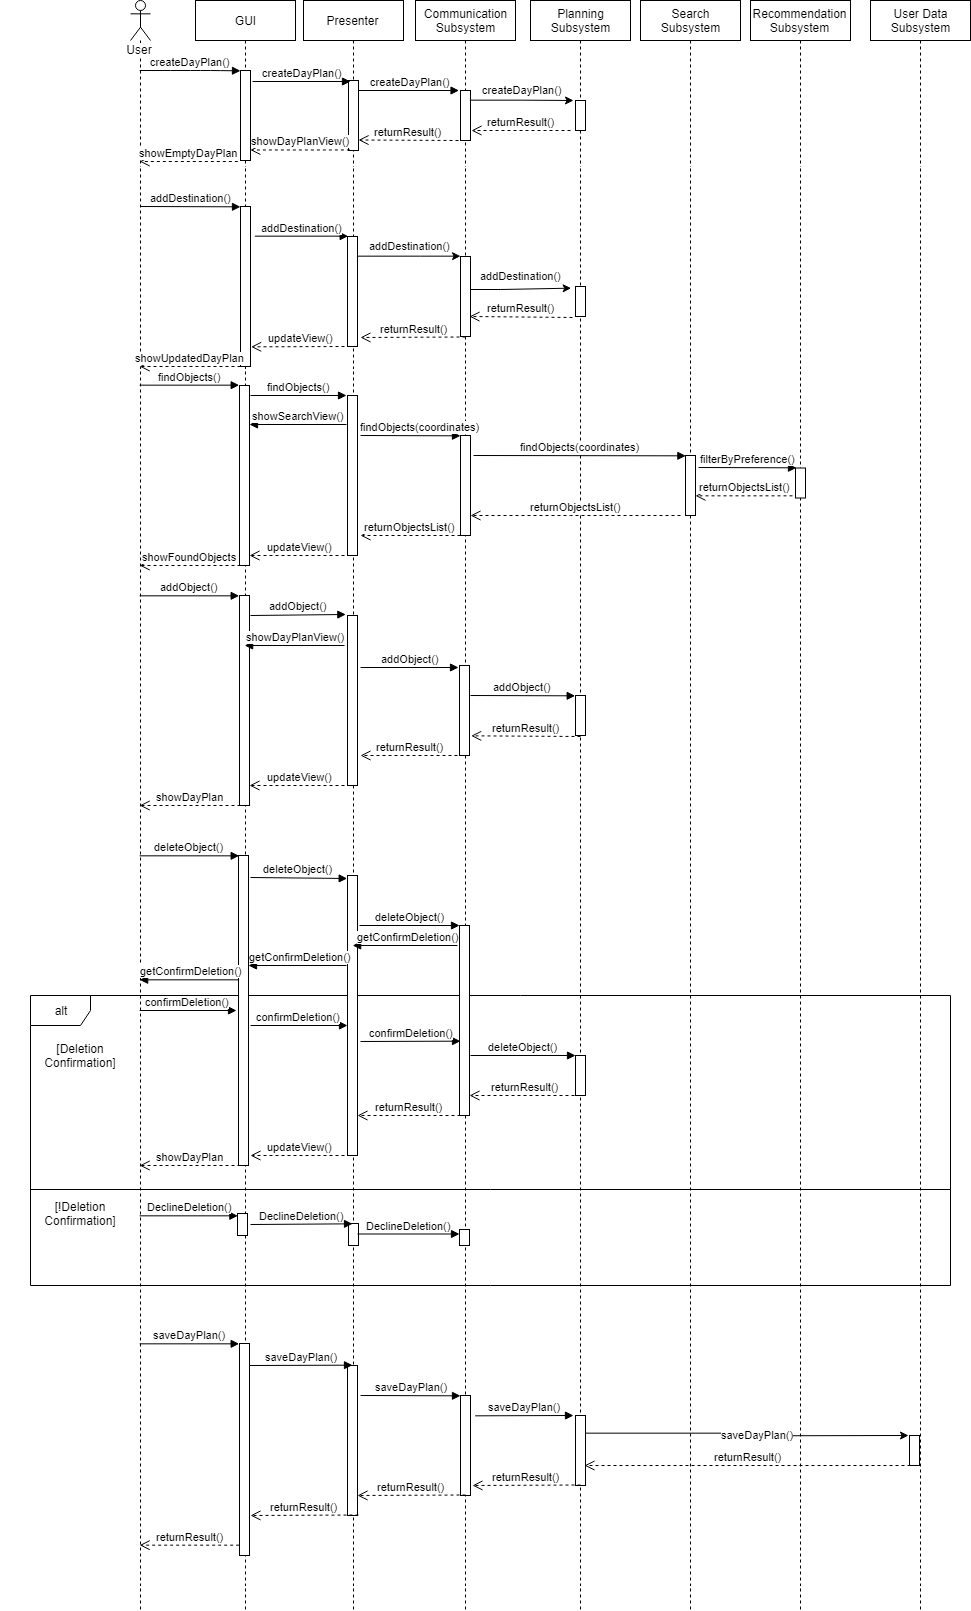 User
GUI
Presenter
Communication
Subsystem
Planning
Subsystem
Search
Subsystem
Recommendation
Subsystem
User Data
Subsystem
createDayPlan()
createDayPlan()
createDayPlan()
createDayPlan()
returnResult()
returnResult()
showDayPlanView()
showEmptyDayPlan
addDestination()
addDestination()
addDestination()
addDestination()
returnResult()
returnResult()
updateView()
showUpdatedDayPlan
findObjects()
findObjects()
showSearchView()
findObjects(coordinates)
findObjects(coordinates)
filterByPreference()
returnObjectsList()
returnObjectsList()
returnObjectsList()
updateView()
showFoundObjects
addObject()
addObject()
showDayPlanView()
addObject()
addObject()
returnResult()
returnResult()
updateView()
showDayPlan
deleteObject()
deleteObject()
deleteObject()
getConfirmDeletion()
getConfirmDeletion()
getConfirmDeletion()
alt
confirmDeletion()
confirmDeletion()
confirmDeletion()
[Deletion
Confirmation]
deleteObject()
returnResult()
returnResult()
updateView()
showDayPlan
[!Deletion
Confirmation]
DeclineDeletion()
DeclineDeletion()
DeclineDeletion()
saveDayPlan()
saveDayPlan()
saveDayPlan()
saveDayPlan()
saveDayPlan()
returnResult()
returnResult()
returnResult()
returnResult()
returnResult()